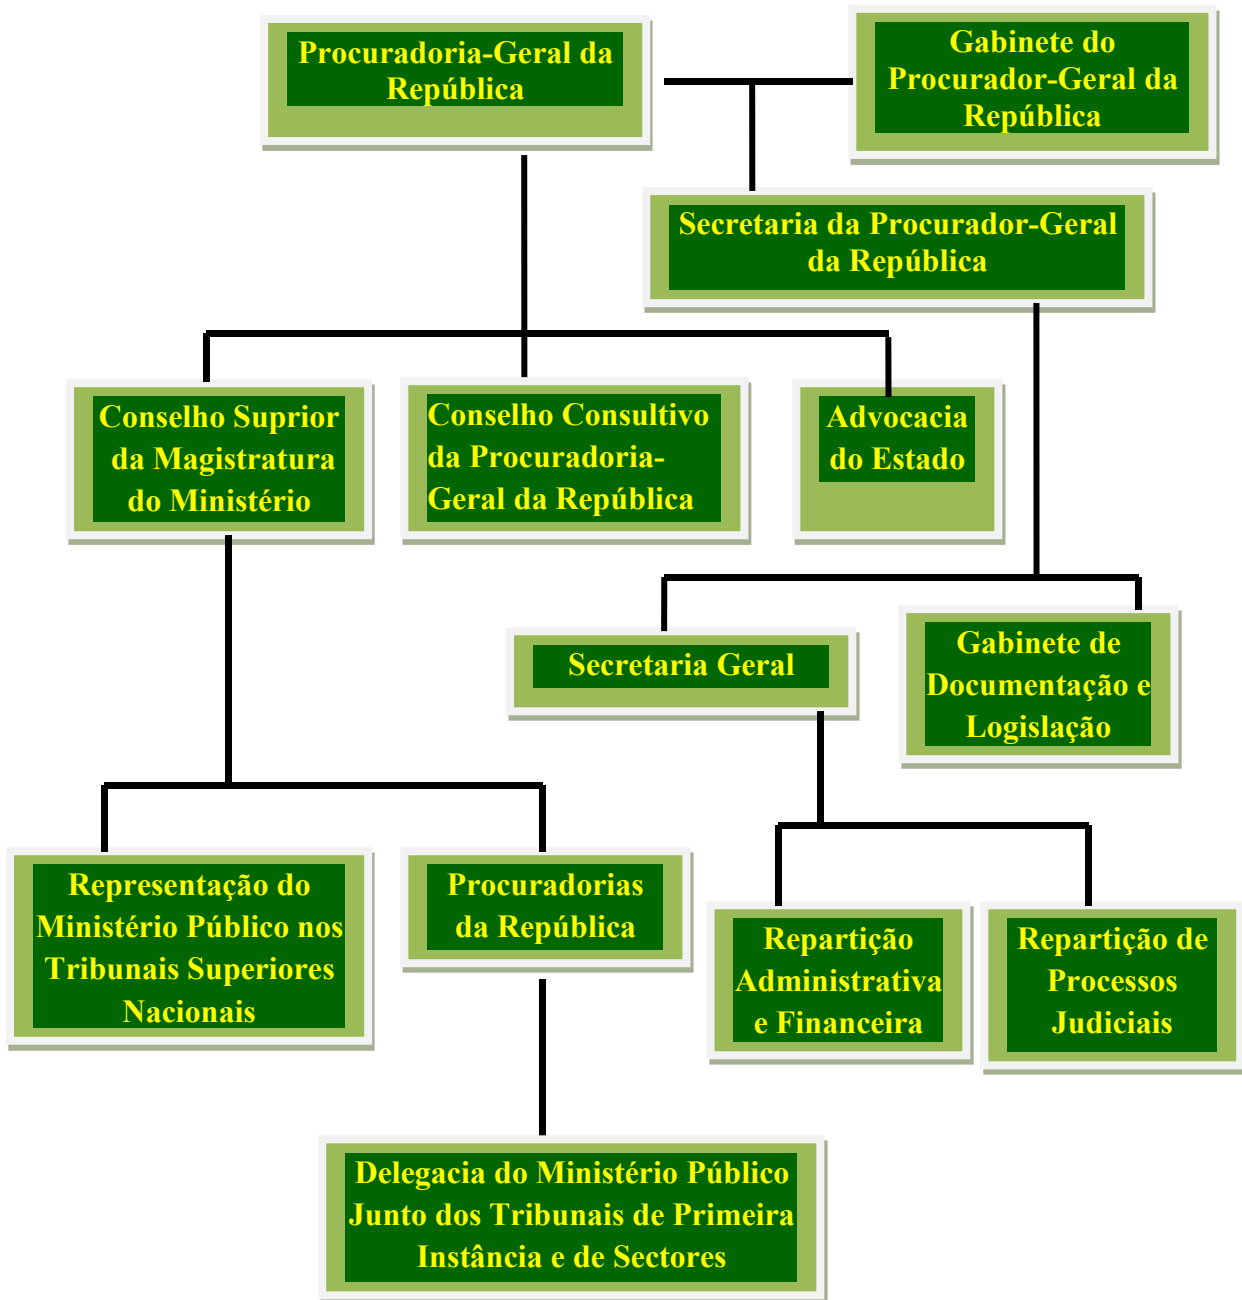 Procuradoria-Geral da
República
Gabinete do
Procurador-Geral da
República
Secretaria da Procurador-Geral
da República
Conselho Suprior
da Magistratura
do Ministério
Conselho Consultivo
da Procuradoria-
Geral da República
Advocacia
do Estado
Secretaria Geral
Gabinete de
Documentação e
Logislação
Representação do
Ministério Público nos
Tribunais Superiores
Nacionais
Procuradorias
da República
Repartição
Administrativa
e Financeira
Repartição de
Processos
Judiciais
Delegacia do Ministério Público
Junto dos Tribunais de Primeira
Instância e de Sectores